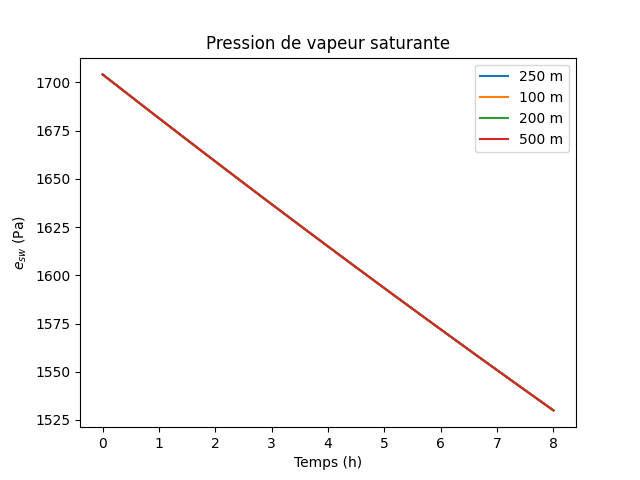 Pression de vapeur saturante
250 m
100 m
200 m
500 m
1700
1675
1650
1625
1600
1575
1550
1525
e_sw (Pa)
0 1 2 3 4 5 6 7 8
Temps (h)